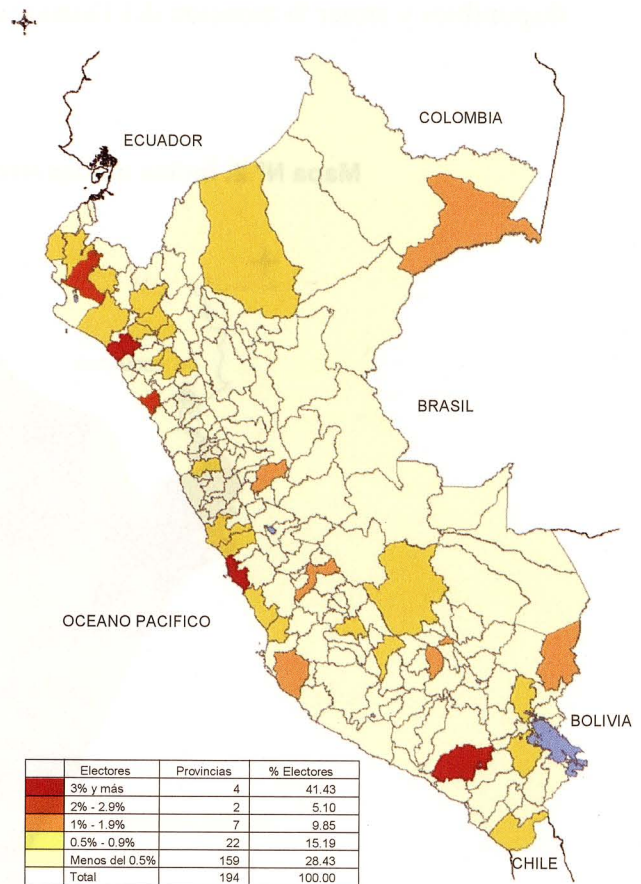 COLOMBIA
ECUADOR
BRASIL
OCEANO PACIFICO
BOLIVIA
CHILE
Electores Provincias % Electores
3% y más 4 41.43
2% - 2.9% 2 5.10
1% - 1.9% 7 9.85
0.5% - 0.9% 22 15.19
Menos del 0.5% 159 28.43
Total 194 100.00